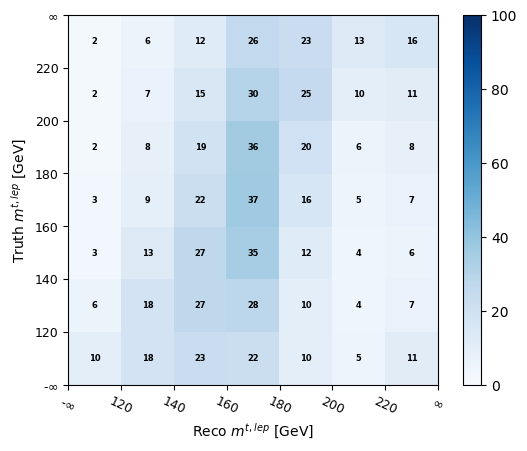 ∞ 2 6 12 26 23 13 16 100
220
2 7 15 30 25 10 11 80
200
2 8 19 36 20 6 8
180 60
3 9 22 37 16 5 7
160
3 13 27 35 12 4 6 40
140
6 18 27 28 10 4 7 20
120
10 18 23 22 10 5 11
-∞ 0
-∞ 120 140 160 180 200 220 ∞
Truth m^{t,lep} [GeV]
Reco m^{t,lep} [GeV]